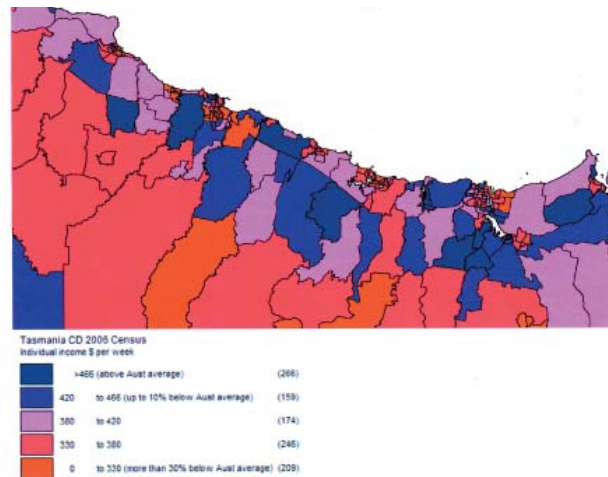 Tasmania CD 2006 Census
Individual income $ per week
>466 (above Aust average) (266)
420 to 466 (up to 10% below Aust average) (159)
380 to 420 (174)
330 to 380 (246)
0 to 330 (more than 30% below Aust average) (209)